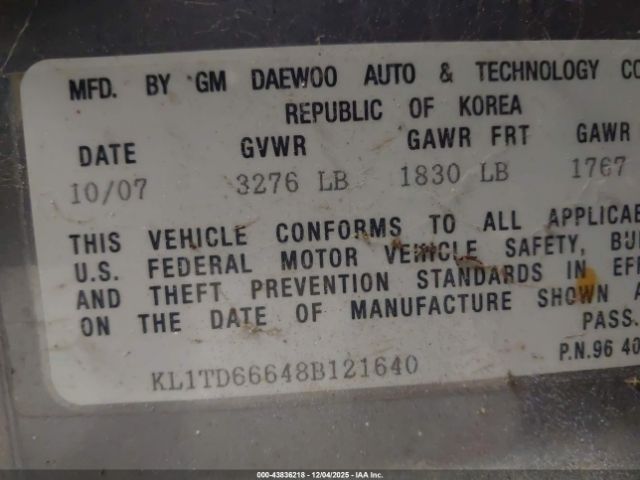 MFD. BY GM DAEWOO AUTO & TECHNOLOGY CO
REPUBLIC OF KOREA
DATE GVWR GAWR FRT GAWR
10/07 3276 LB 1830 LB 1767
THIS VEHICLE CONFORMS TO ALL APPLICAB
U.S. FEDERAL MOTOR VEHICLE SAFETY, BU
AND THEFT PREVENTION STANDARDS IN EF
ON THE DATE OF MANUFACTURE SHOWN A
PASS.
P.N.96 40
KL1TD66648B121640
000-43836218 - 12/04/2025 - IAA Inc.